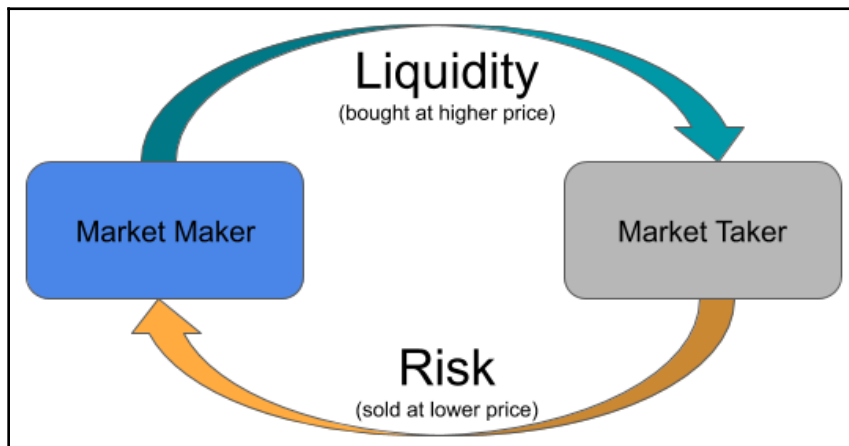 Liquidity
(bought at higher price)
Market Maker
Market Taker
Risk
(sold at lower price)